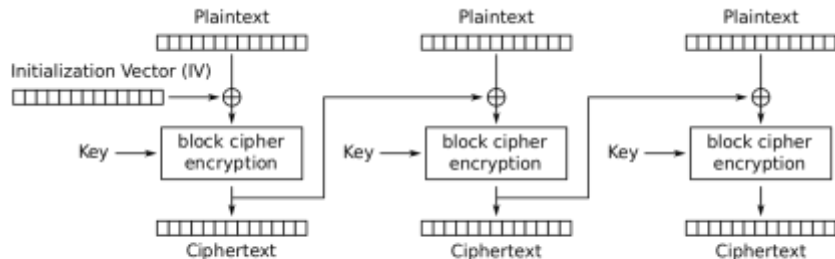 Plaintext
Plaintext
Plaintext
Initialization Vector (IV)
Key
block cipher
encryption
Key
block cipher
encryption
Key
block cipher
encryption
Ciphertext
Ciphertext
Ciphertext